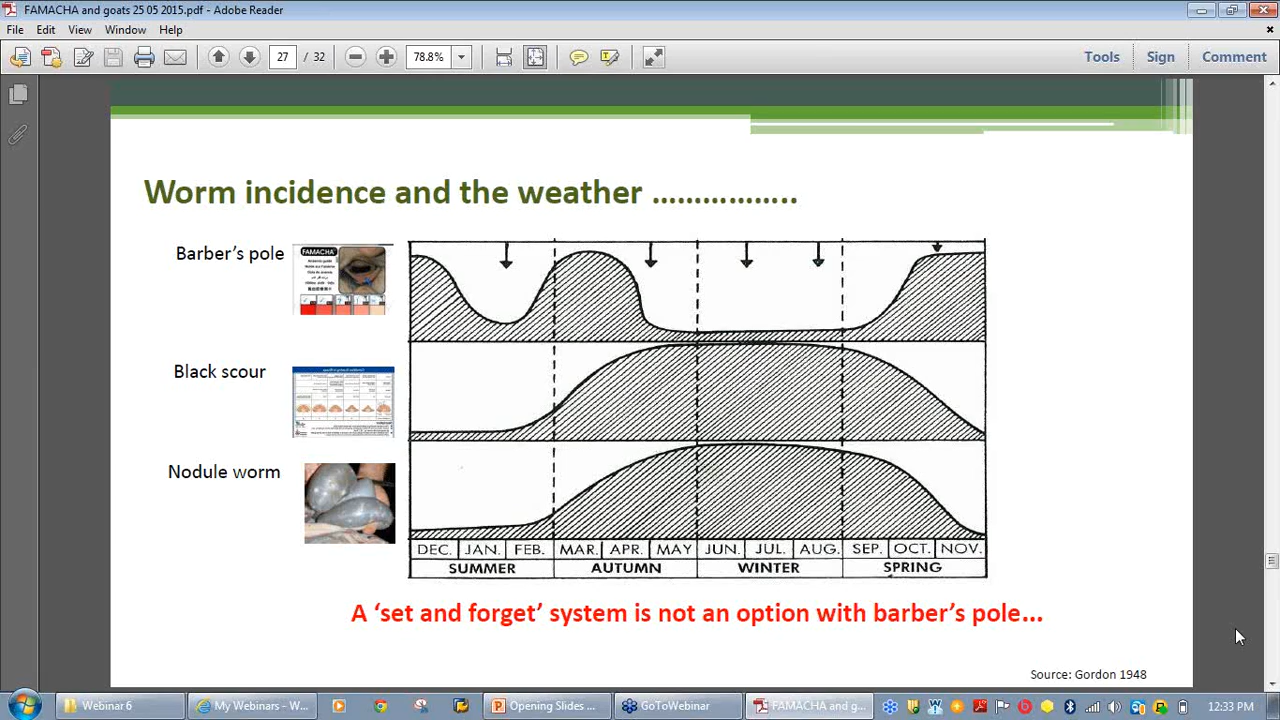 FAMACHA and goats 25 05 2015.pdf - Adobe Reader
File Edit View Window Help
27 / 32 78.8% Tools Sign Comment
Worm incidence and the weather ……………..
Barber's pole
FAMACHA
Black scour
Nodule worm
DEC. JAN. FEB. MAR. APR. MAY JUN. JUL. AUG. SEP. OCT. NOV.
SUMMER AUTUMN WINTER SPRING
A 'set and forget' system is not an option with barber's pole...
Source: Gordon 1948
Webinar 6 My Webinars - W... Opening Slides ... GoToWebinar FAMACHA and g... 12:33 PM